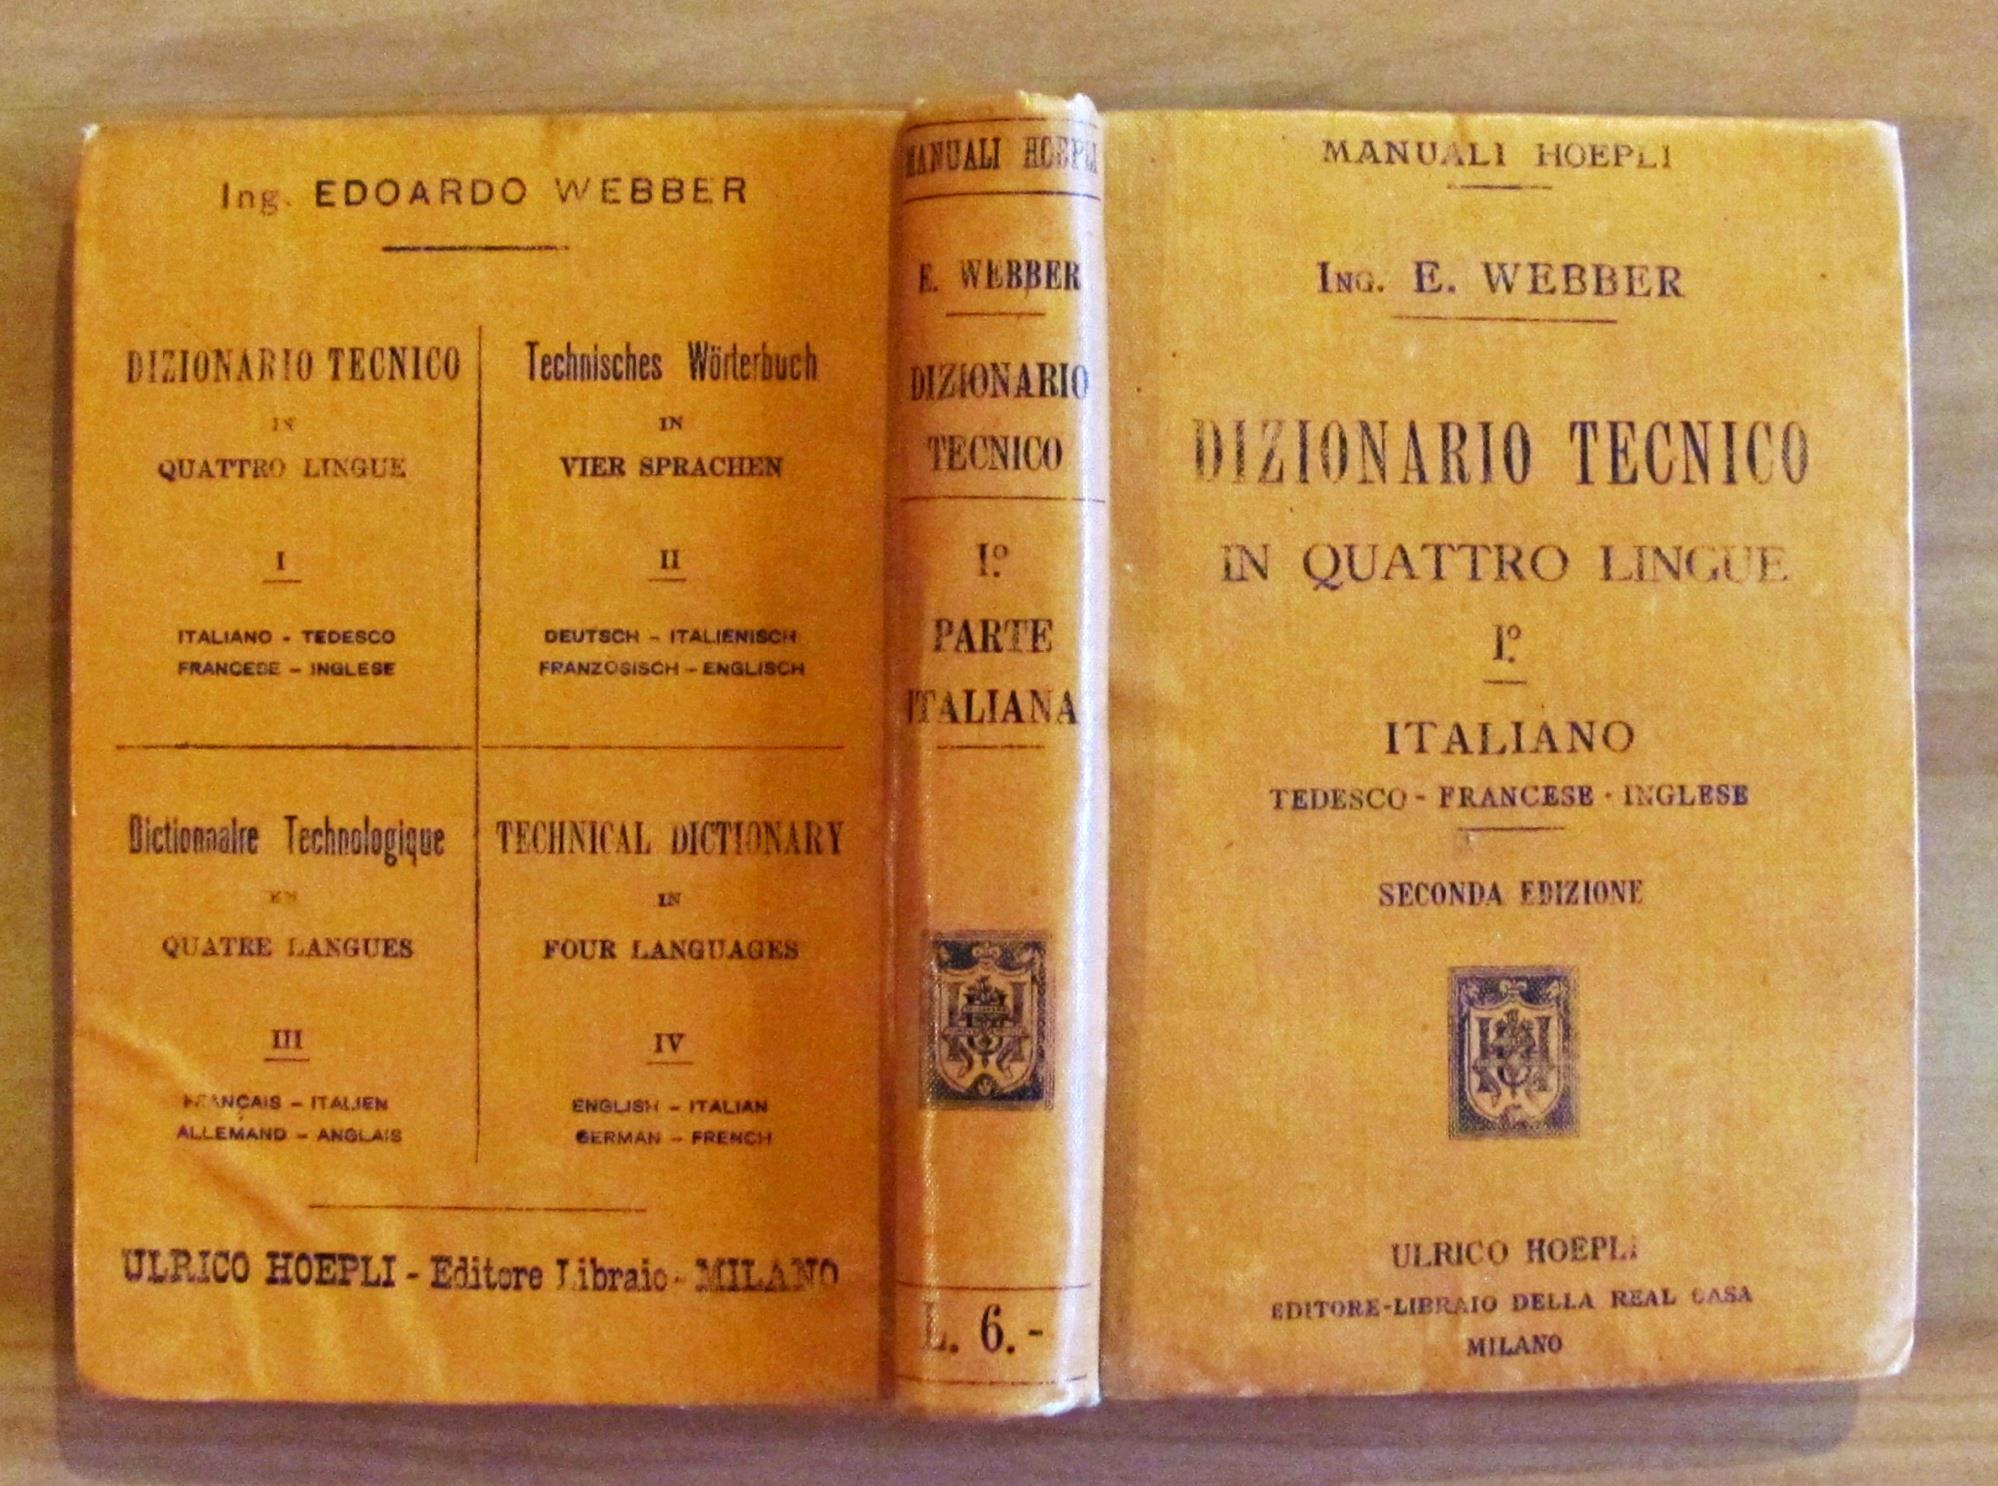 Ing. EDOARDO WEBBER
DIZIONARIO TECNICO
IN
QUATTRO LINGUE
I
ITALIANO - TEDESCO
FRANCESE - INGLESE
Technisches Wörterbuch
IN
VIER SPRACHEN
II
DEUTSCH - ITALIENISCH
FRANZÖSISCH - ENGLISCH
Dictionnaire Technologique
EN
QUATRE LANGUES
III
FRANÇAIS - ITALIEN
ALLEMAND - ANGLAIS
TECHNICAL DICTIONARY
IN
FOUR LANGUAGES
IV
ENGLISH - ITALIAN
GERMAN - FRENCH
ULRICO HOEPLI - Editore Libraio - MILANO
MANUALI HOEPLI
E. WEBBER
DIZIONARIO
TECNICO
I.º
PARTE
ITALIANA
L. 6.-
MANUALI HOEPLI
ING. E. WEBBER
DIZIONARIO TECNICO
IN QUATTRO LINGUE
I.º
ITALIANO
TEDESCO - FRANCESE - INGLESE
SECONDA EDIZIONE
ULRICO HOEPLI
EDITORE-LIBRAIO DELLA REAL CASA
MILANO